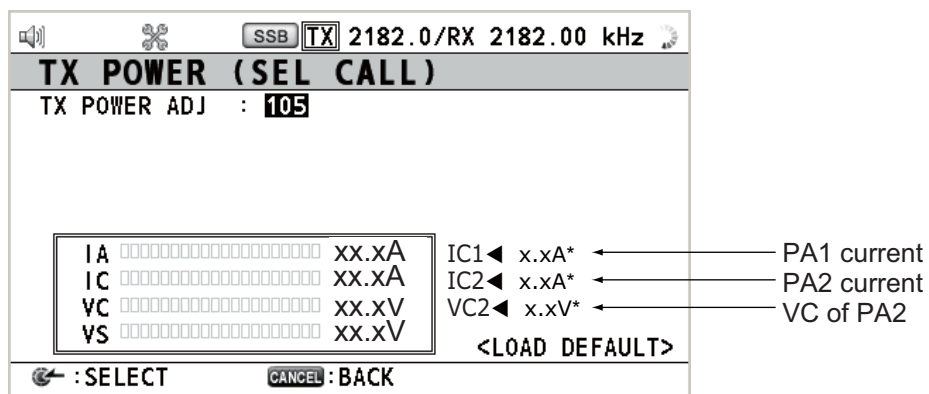 SSB TX 2182.0/RX 2182.00 kHz
TX POWER (SEL CALL)
TX POWER ADJ : 105
IA xx.xA IC1◀ x.xA* PA1 current
IC xx.xA IC2◀ x.xA* PA2 current
VC xx.xV VC2◀ x.xV* VC of PA2
VS xx.xV
<LOAD DEFAULT>
:SELECT CANCEL:BACK